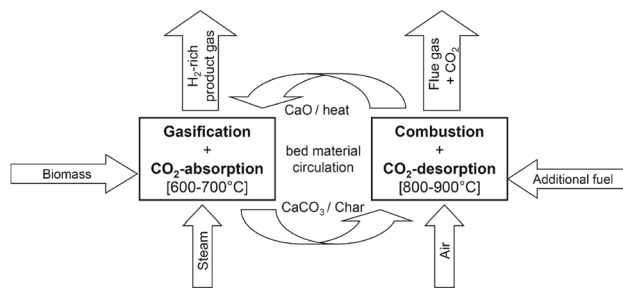 H₂-rich
product gas
Flue gas
+ CO₂
CaO / heat
Gasification
+
CO₂-absorption
[600-700°C]
bed material
circulation
Combustion
+
CO₂-desorption
[800-900°C]
Biomass
Additional fuel
CaCO₃ / Char
Steam
Air